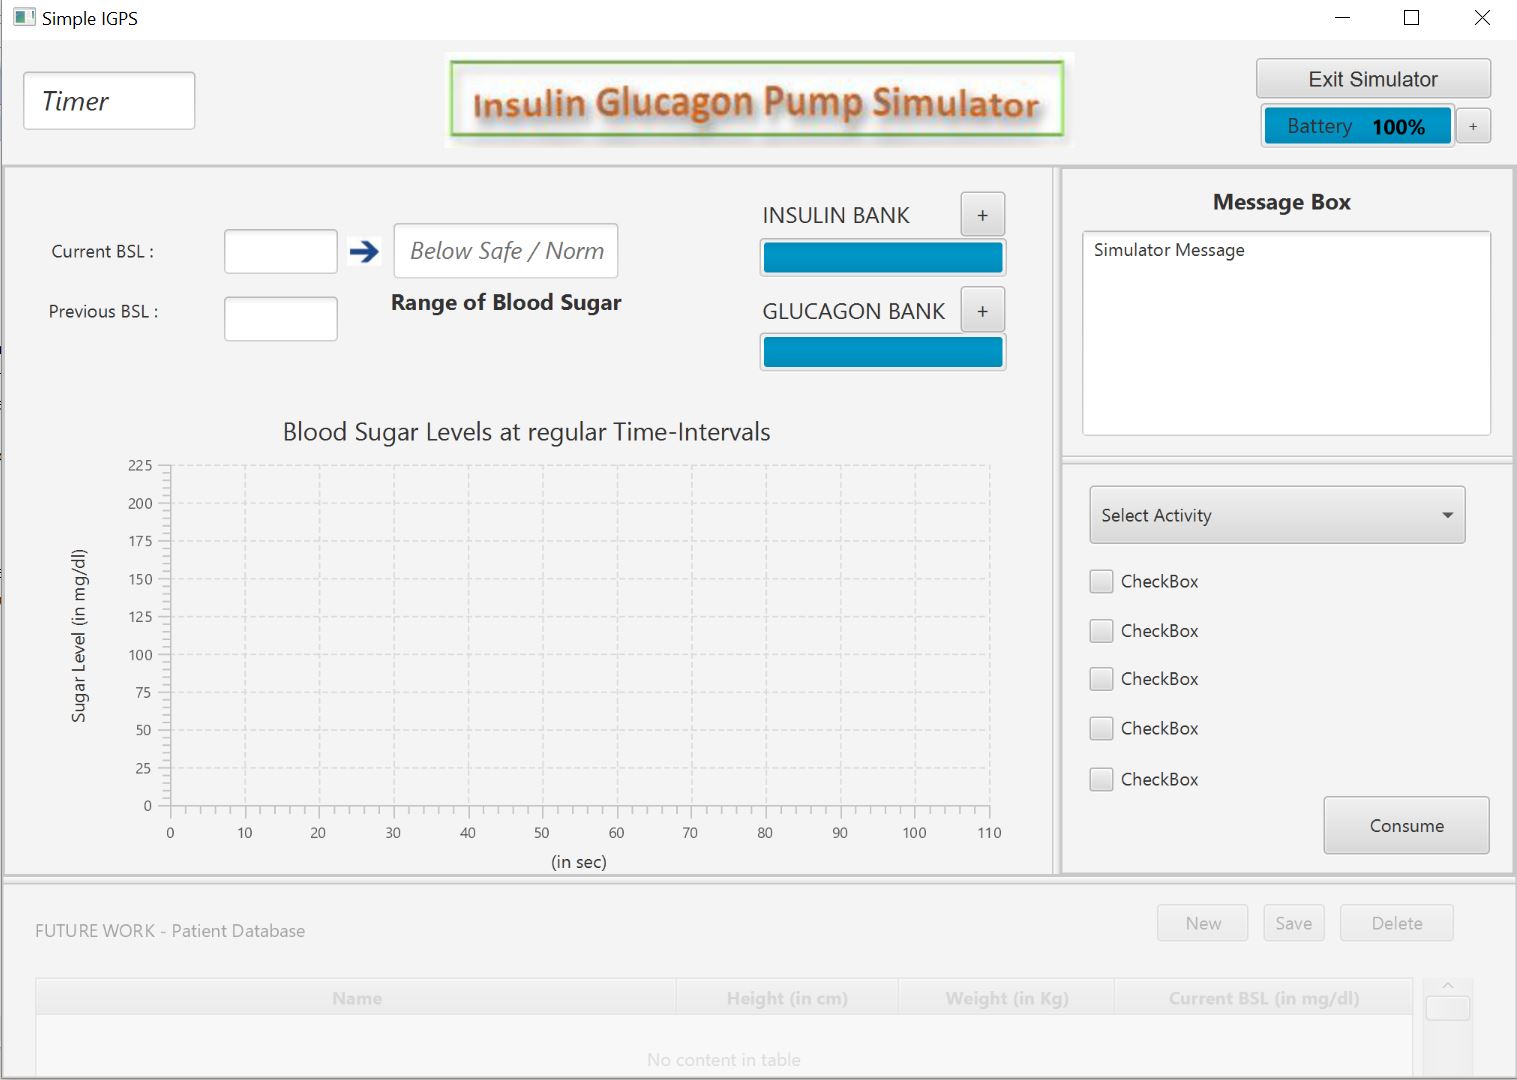 Simple IGPS
Timer
Insulin Glucagon Pump Simulator
Exit Simulator
Battery 100%
+
Current BSL :
Below Safe / Norm
Previous BSL :
Range of Blood Sugar
INSULIN BANK
+
GLUCAGON BANK
+
Message Box
Simulator Message
Blood Sugar Levels at regular Time-Intervals
Sugar Level (in mg/dl)
225
200
175
150
125
100
75
50
25
0
0 10 20 30 40 50 60 70 80 90 100 110
(in sec)
Select Activity
CheckBox
CheckBox
CheckBox
CheckBox
CheckBox
Consume
FUTURE WORK - Patient Database
New Save Delete
Name Height (in cm) Weight (in Kg) Current BSL (in mg/dl)
No content in table